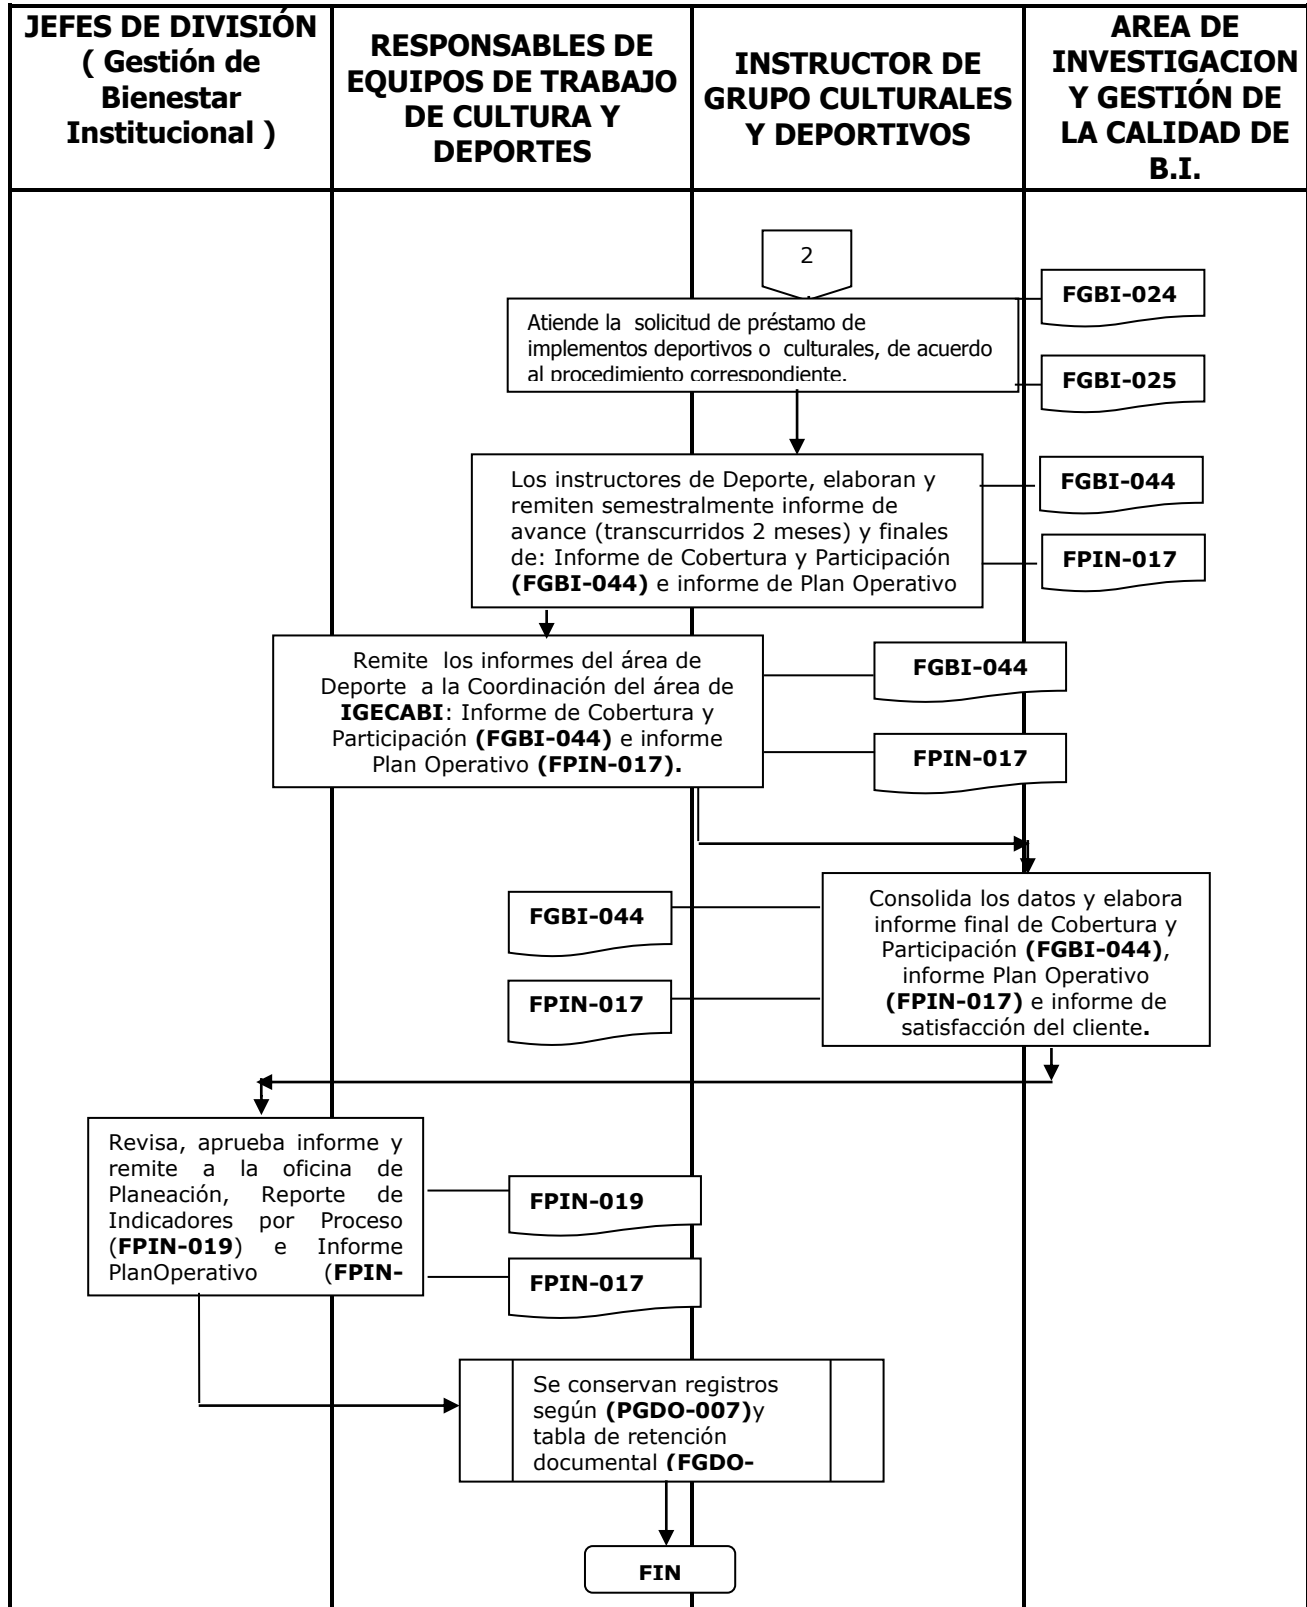 JEFES DE DIVISIÓN
( Gestión de
Bienestar
Institucional )
RESPONSABLES DE
EQUIPOS DE TRABAJO
DE CULTURA Y
DEPORTES
INSTRUCTOR DE
GRUPO CULTURALES
Y DEPORTIVOS
AREA DE
INVESTIGACION
Y GESTIÓN DE
LA CALIDAD DE
B.I.
2
Atiende la solicitud de préstamo de
implementos deportivos o culturales, de acuerdo
al procedimiento correspondiente.
FGBI-024
FGBI-025
Los instructores de Deporte, elaboran y
remiten semestralmente informe de
avance (transcurridos 2 meses) y finales
de: Informe de Cobertura y Participación
(FGBI-044) e informe de Plan Operativo
FGBI-044
FPIN-017
Remite los informes del área de
Deporte a la Coordinación del área de
IGECABI: Informe de Cobertura y
Participación (FGBI-044) e informe
Plan Operativo (FPIN-017).
FGBI-044
FPIN-017
Consolida los datos y elabora
informe final de Cobertura y
Participación (FGBI-044),
informe Plan Operativo
(FPIN-017) e informe de
satisfacción del cliente.
FGBI-044
FPIN-017
Revisa, aprueba informe y
remite a la oficina de
Planeación, Reporte de
Indicadores por Proceso
(FPIN-019) e Informe
PlanOperativo (FPIN-
FPIN-019
FPIN-017
Se conservan registros
según (PGDO-007)y
tabla de retención
documental (FGDO-
FIN